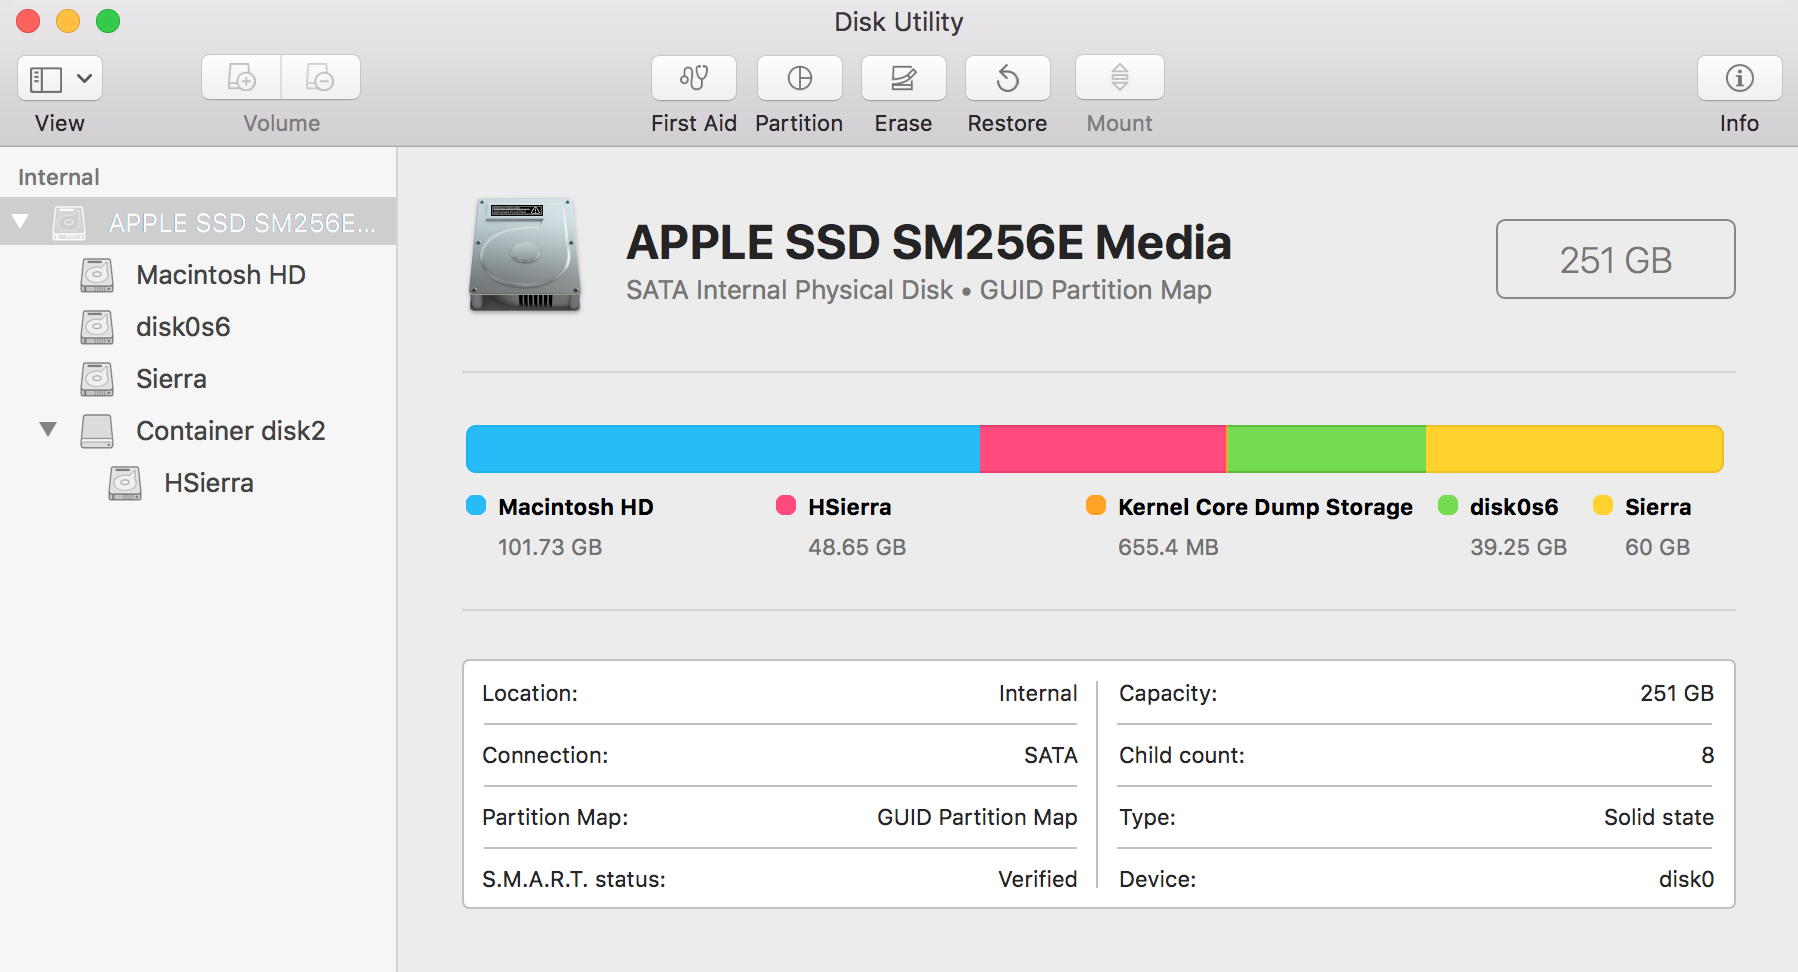 Disk Utility
View
Volume
First Aid
Partition
Erase
Restore
Mount
Info
Internal
APPLE SSD SM256E...
Macintosh HD
disk0s6
Sierra
Container disk2
HSierra
APPLE SSD SM256E Media
SATA Internal Physical Disk • GUID Partition Map
251 GB
Macintosh HD
101.73 GB
HSierra
48.65 GB
Kernel Core Dump Storage
655.4 MB
disk0s6
39.25 GB
Sierra
60 GB
Location: Internal
Connection: SATA
Partition Map: GUID Partition Map
S.M.A.R.T. status: Verified
Capacity: 251 GB
Child count: 8
Type: Solid state
Device: disk0